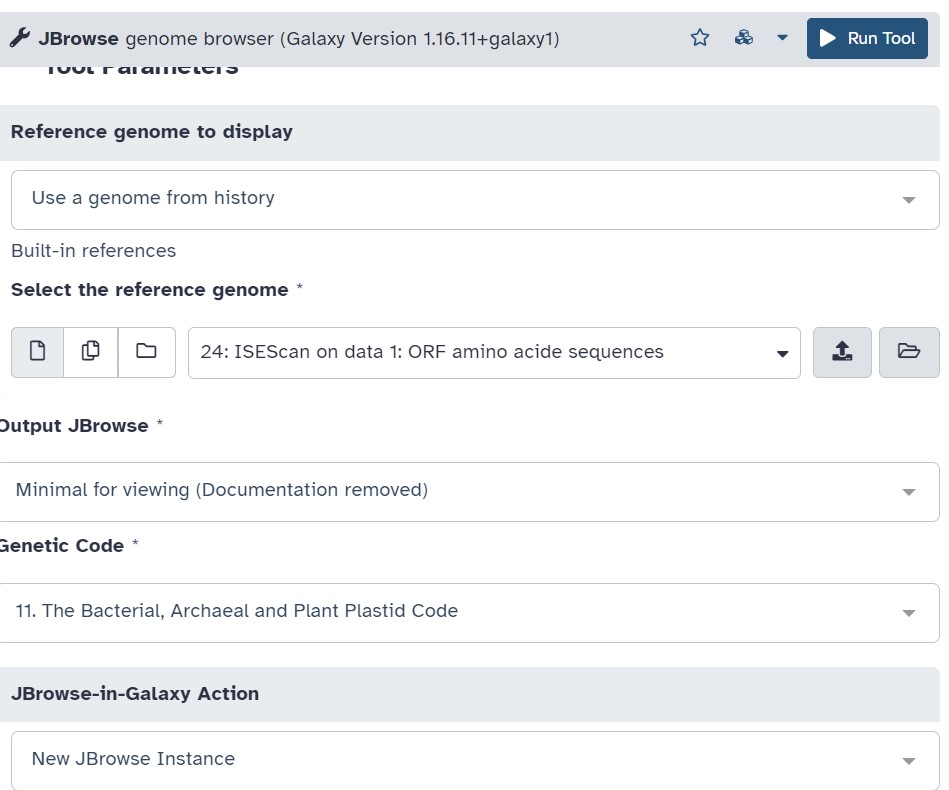 JBrowse genome browser (Galaxy Version 1.16.11+galaxy1)
Run Tool
Tool Parameters
Reference genome to display
Use a genome from history
Built-in references
Select the reference genome *
24: ISEScan on data 1: ORF amino acide sequences
Output JBrowse *
Minimal for viewing (Documentation removed)
Genetic Code *
11. The Bacterial, Archaeal and Plant Plastid Code
JBrowse-in-Galaxy Action
New JBrowse Instance